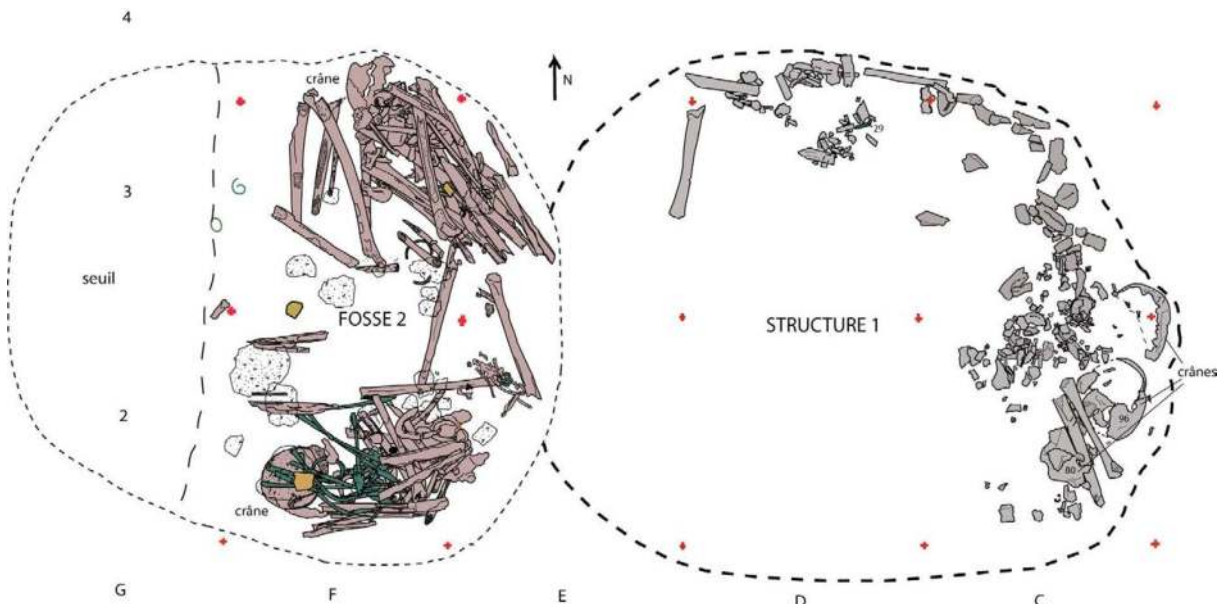 4
crâne
N
29
3
seuil
FOSSE 2
STRUCTURE 1
crânes
2
96
80
crâne
G
F
E
D
C